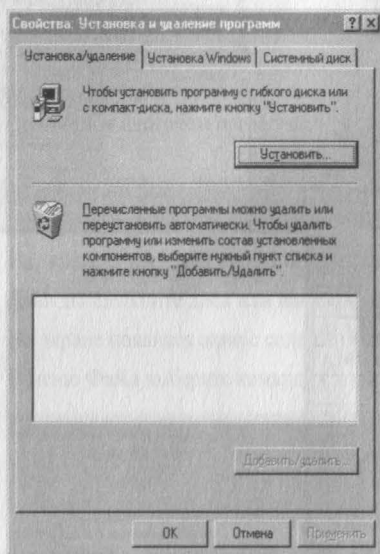 Свойства: Установка и удаление программ
Установка/удаление
Установка Windows
Системный диск
Чтобы установить программу с гибкого диска или
с компакт-диска, нажмите кнопку "Установить".
Установить...
Перечисленные программы можно удалить или
переустановить автоматически. Чтобы удалить
программу или изменить состав установленных
компонентов, выберите нужный пункт списка и
нажмите кнопку "Добавить/Удалить".
Добавить/удалить...
OK
Отмена
Применить